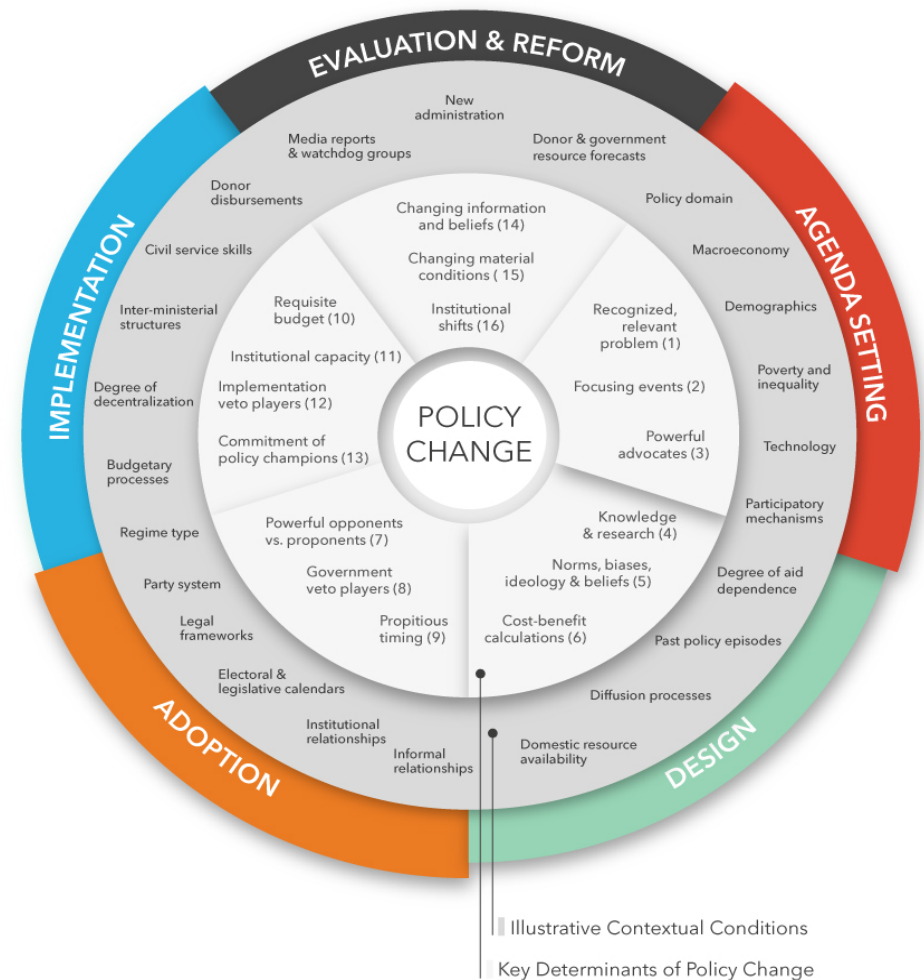 EVALUATION & REFORM
AGENDA SETTING
DESIGN
ADOPTION
IMPLEMENTATION
New
administration
Donor & government
resource forecasts
Policy domain
Macroeconomy
Demographics
Poverty and
inequality
Technology
Participatory
mechanisms
Degree of aid
dependence
Past policy episodes
Diffusion processes
Domestic resource
availability
Informal
relationships
Institutional
relationships
Electoral &
legislative calendars
Legal
frameworks
Party system
Regime type
Budgetary
processes
Degree of
decentralization
Inter-ministerial
structures
Civil service skills
Donor
disbursements
Media reports
& watchdog groups
Changing information
and beliefs (14)
Changing material
conditions ( 15)
Institutional
shifts (16)
Recognized,
relevant
problem (1)
Focusing events (2)
Powerful
advocates (3)
Knowledge
& research (4)
Norms, biases,
ideology & beliefs (5)
Cost-benefit
calculations (6)
Powerful opponents
vs. proponents (7)
Government
veto players (8)
Propitious
timing (9)
Requisite
budget (10)
Institutional capacity (11)
Implementation
veto players (12)
Commitment of
policy champions (13)
POLICY
CHANGE
Illustrative Contextual Conditions
Key Determinants of Policy Change